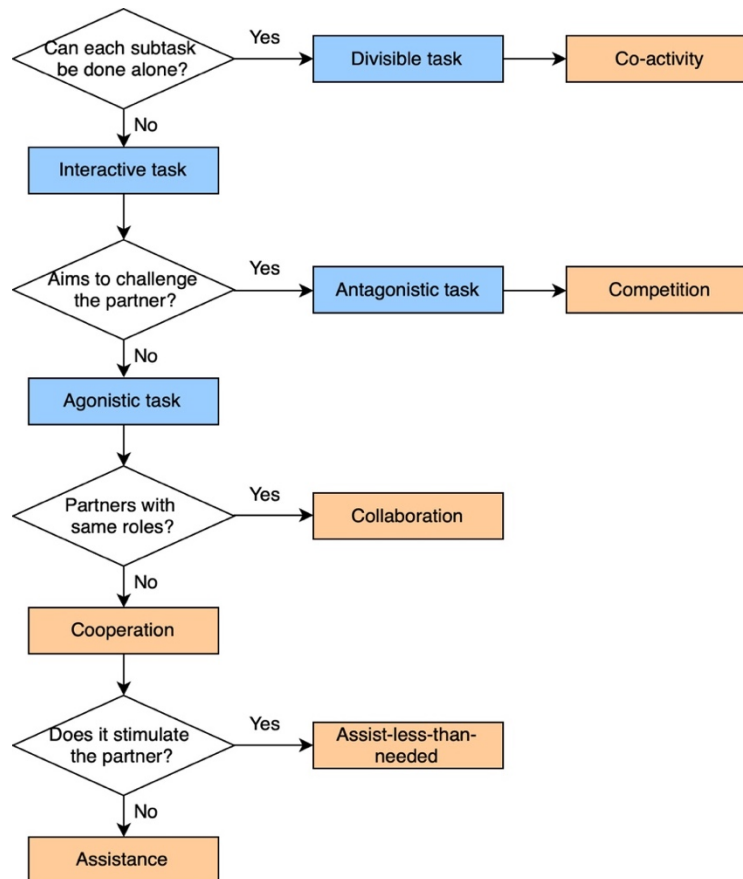 Can each subtask
be done alone?
Yes
Divisible task
Co-activity
No
Interactive task
Aims to challenge
the partner?
Yes
Antagonistic task
Competition
No
Agonistic task
Partners with
same roles?
Yes
Collaboration
No
Cooperation
Does it stimulate
the partner?
Yes
Assist-less-than-
needed
No
Assistance